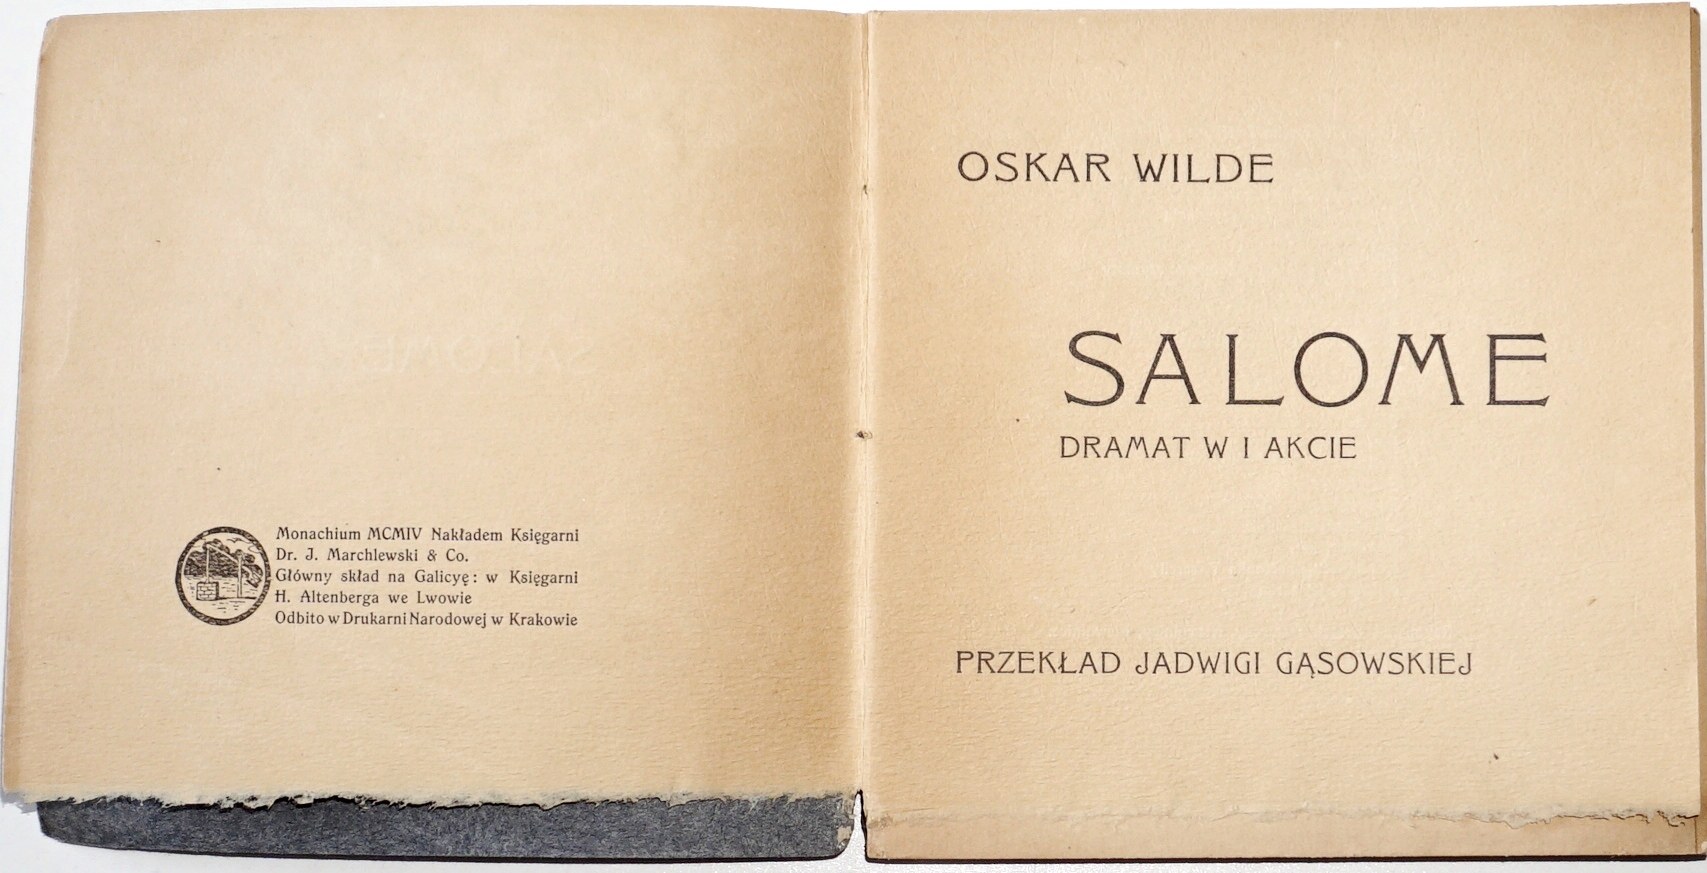 Monachium MCMIV Nakładem Księgarni
Dr. J. Marchlewski & Co.
Główny skład na Galicyę: w Księgarni
H. Altenberga we Lwowie
Odbito w Drukarni Narodowej w Krakowie
OSKAR WILDE
SALOME
DRAMAT W I AKCIE
PRZEKŁAD JADWIGI GĄSOWSKIEJ